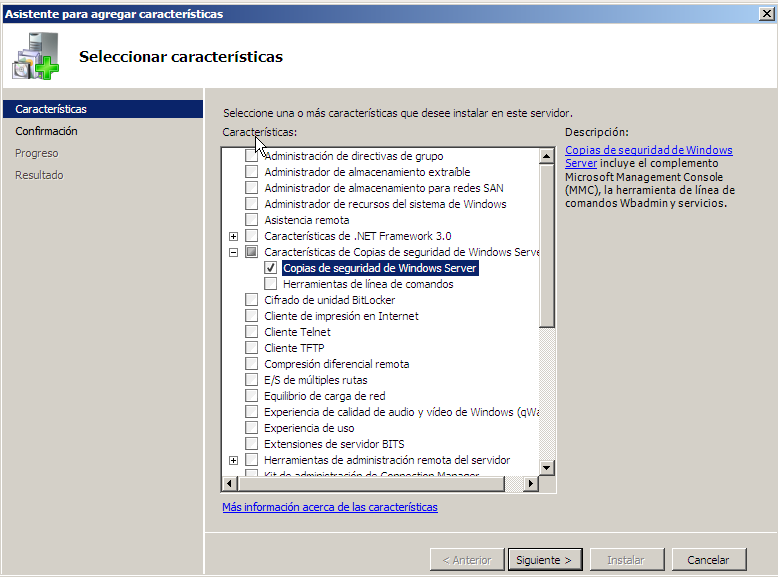 Asistente para agregar características
Seleccionar características
Características
Confirmación
Progreso
Resultado
Seleccione una o más características que desee instalar en este servidor.
Características:
Administración de directivas de grupo
Administrador de almacenamiento extraíble
Administrador de almacenamiento para redes SAN
Administrador de recursos del sistema de Windows
Asistencia remota
Características de .NET Framework 3.0
Características de Copias de seguridad de Windows Serve
Copias de seguridad de Windows Server
Herramientas de línea de comandos
Cifrado de unidad BitLocker
Cliente de impresión en Internet
Cliente Telnet
Cliente TFTP
Compresión diferencial remota
E/S de múltiples rutas
Equilibrio de carga de red
Experiencia de calidad de audio y vídeo de Windows (qWa
Experiencia de uso
Extensiones de servidor BITS
Herramientas de administración remota del servidor
Kit de administración de Connection Manager
Más información acerca de las características
Descripción:
Copias de seguridad de Windows
Server incluye el complemento
Microsoft Management Console
(MMC), la herramienta de línea de
comandos Wbadmin y servicios.
< Anterior
Siguiente >
Instalar
Cancelar